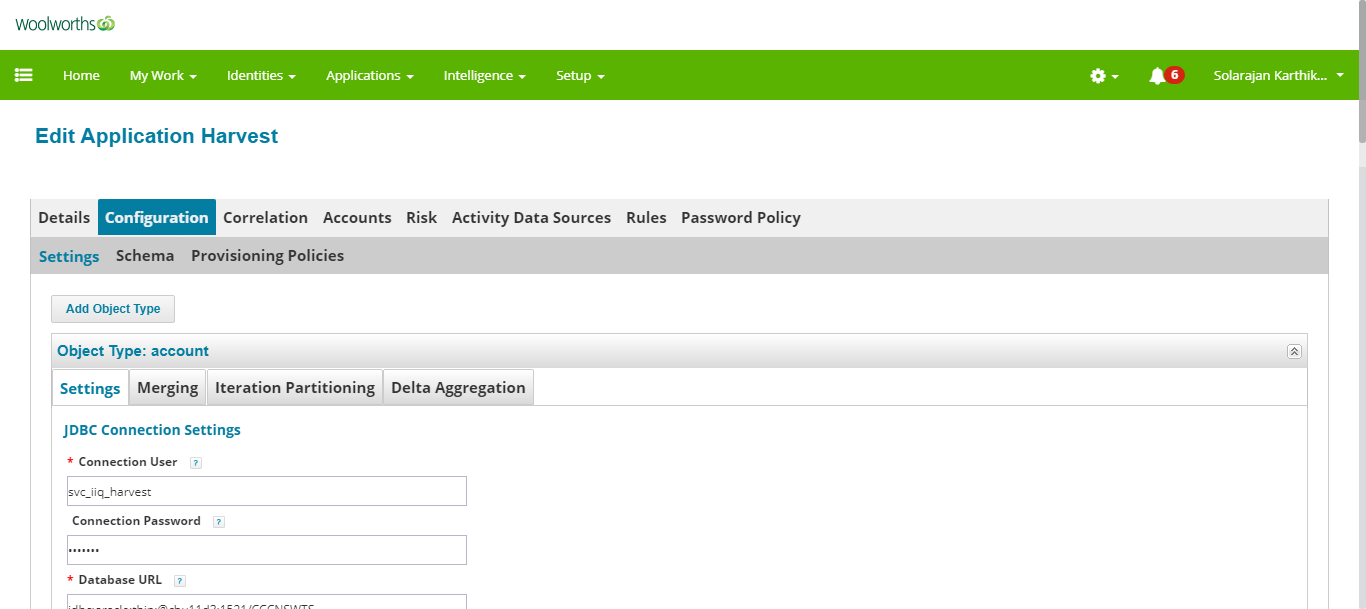 woolworths
Home My Work Identities Applications Intelligence Setup 6 Solarajan Karthik...
Edit Application Harvest
Details Configuration Correlation Accounts Risk Activity Data Sources Rules Password Policy
Settings Schema Provisioning Policies
Add Object Type
Object Type: account
Settings Merging Iteration Partitioning Delta Aggregation
JDBC Connection Settings
* Connection User ?
svc_iiq_harvest
Connection Password ?
•••••••
* Database URL ?